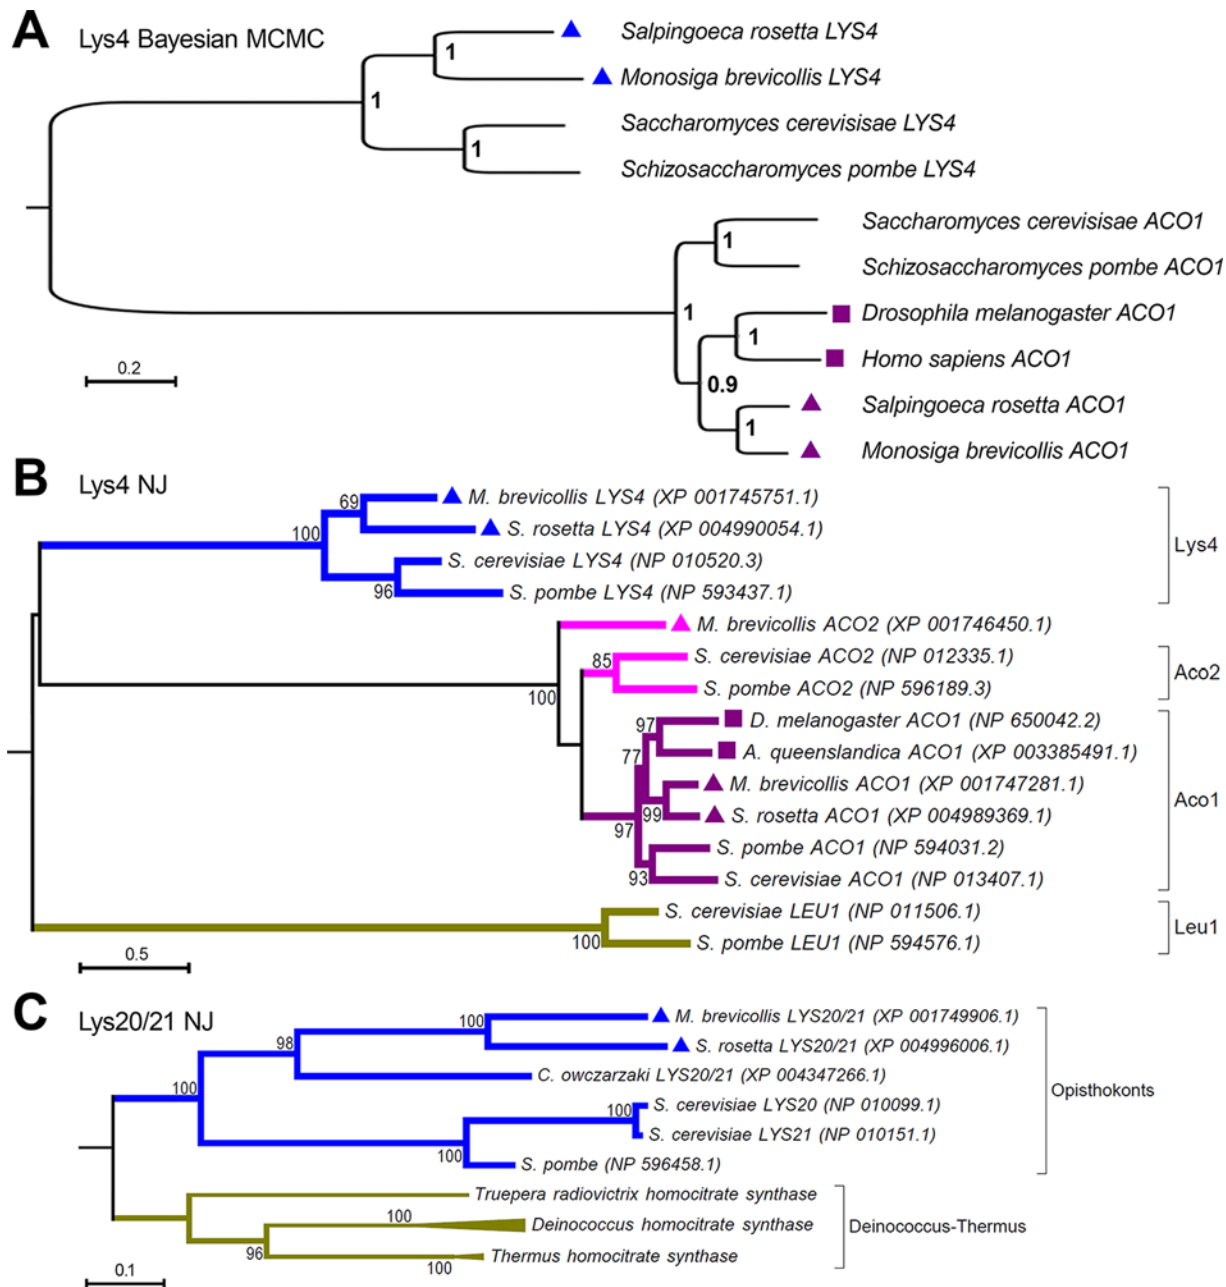 A Lys4 Bayesian MCMC
Salpingoeca rosetta LYS4
1
Monosiga brevicollis LYS4
1
Saccharomyces cerevisisae LYS4
1
Schizosaccharomyces pombe LYS4
Saccharomyces cerevisisae ACO1
1
Schizosaccharomyces pombe ACO1
1
Drosophila melanogaster ACO1
1
Homo sapiens ACO1
0.2
0.9
Salpingoeca rosetta ACO1
1
Monosiga brevicollis ACO1
B Lys4 NJ
M. brevicollis LYS4 (XP 001745751.1)
69
S. rosetta LYS4 (XP 004990054.1)
100
Lys4
S. cerevisiae LYS4 (NP 010520.3)
96
S. pombe LYS4 (NP 593437.1)
M. brevicollis ACO2 (XP 001746450.1)
S. cerevisiae ACO2 (NP 012335.1)
85
Aco2
S. pombe ACO2 (NP 596189.3)
100
D. melanogaster ACO1 (NP 650042.2)
97
A. queenslandica ACO1 (XP 003385491.1)
77
M. brevicollis ACO1 (XP 001747281.1)
Aco1
99
S. rosetta ACO1 (XP 004989369.1)
97
S. pombe ACO1 (NP 594031.2)
93
S. cerevisiae ACO1 (NP 013407.1)
S. cerevisiae LEU1 (NP 011506.1)
Leu1
100
S. pombe LEU1 (NP 594576.1)
0.5
C Lys20/21 NJ
100
M. brevicollis LYS20/21 (XP 001749906.1)
98
S. rosetta LYS20/21 (XP 004996006.1)
100
C. owczarzaki LYS20/21 (XP 004347266.1)
Opisthokonts
S. cerevisiae LYS20 (NP 010099.1)
100
S. cerevisiae LYS21 (NP 010151.1)
100
S. pombe (NP 596458.1)
Truepera radiovictrix homocitrate synthase
100
Deinococcus homocitrate synthase
Deinococcus-Thermus
96
Thermus homocitrate synthase
100
0.1